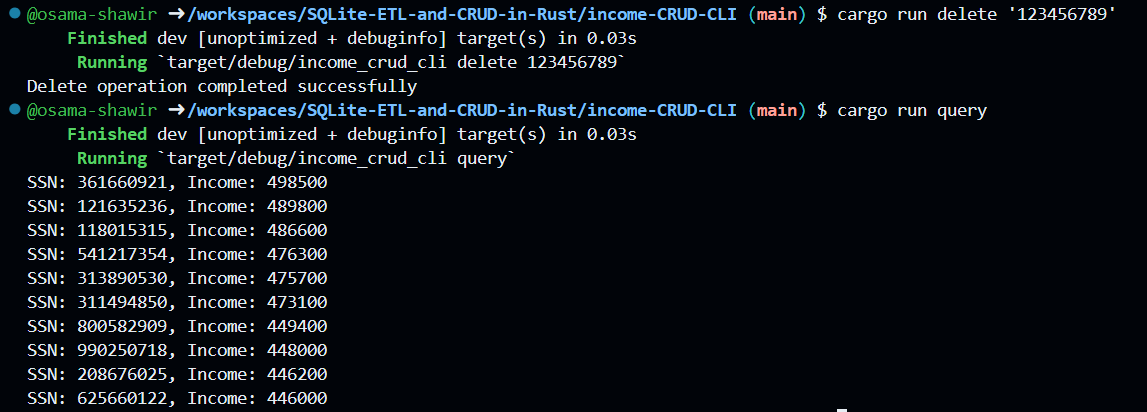 @osama-shawir ➜/workspaces/SQLite-ETL-and-CRUD-in-Rust/income-CRUD-CLI (main) $ cargo run delete '123456789'
Finished dev [unoptimized + debuginfo] target(s) in 0.03s
Running `target/debug/income_crud_cli delete 123456789`
Delete operation completed successfully
@osama-shawir ➜/workspaces/SQLite-ETL-and-CRUD-in-Rust/income-CRUD-CLI (main) $ cargo run query
Finished dev [unoptimized + debuginfo] target(s) in 0.03s
Running `target/debug/income_crud_cli query`
SSN: 361660921, Income: 498500
SSN: 121635236, Income: 489800
SSN: 118015315, Income: 486600
SSN: 541217354, Income: 476300
SSN: 313890530, Income: 475700
SSN: 311494850, Income: 473100
SSN: 800582909, Income: 449400
SSN: 990250718, Income: 448000
SSN: 208676025, Income: 446200
SSN: 625660122, Income: 446000